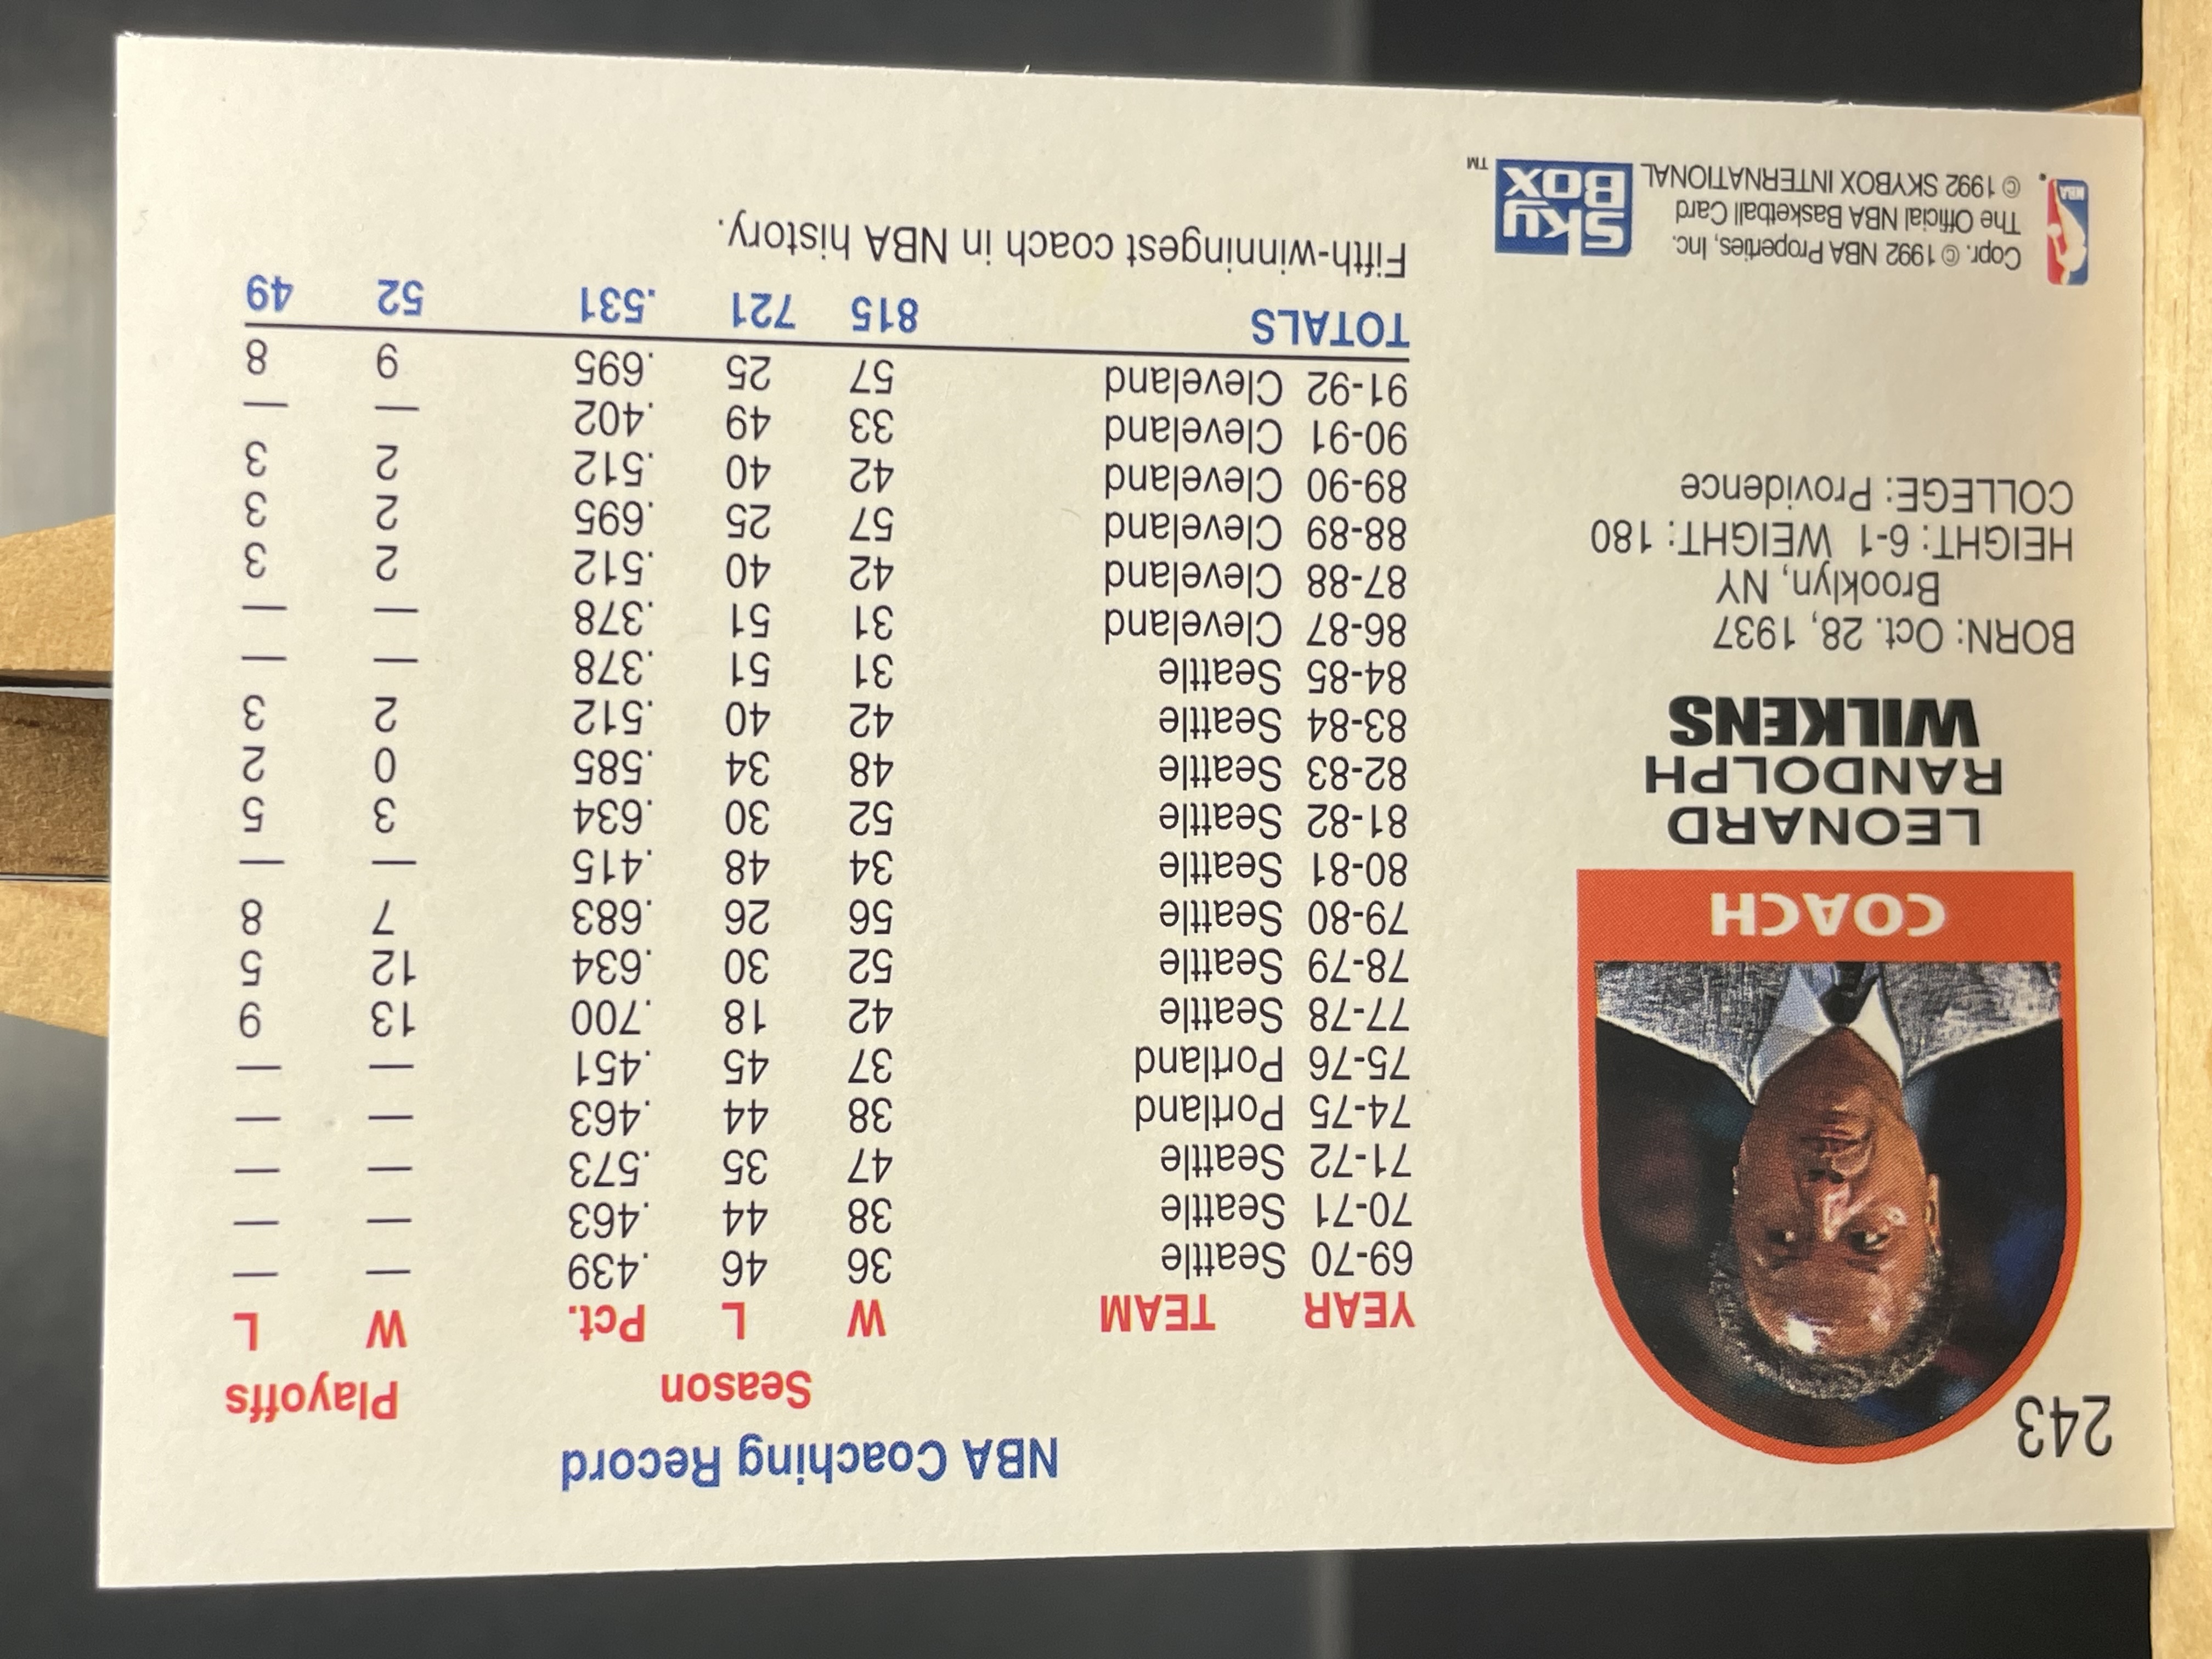 243
COACH
LEONARD
RANDOLPH
WILKENS
BORN: Oct. 28, 1937
Brooklyn, NY
HEIGHT: 6-1 WEIGHT: 180
COLLEGE: Providence
Copr. © 1992 NBA Properties, Inc.
The Official NBA Basketball Card
© 1992 SKYBOX INTERNATIONAL
NBA
SKY
BOX ™
NBA Coaching Record
Season Playoffs
YEAR TEAM W L Pct. W L
69-70 Seattle 36 46 .439 — —
70-71 Seattle 38 44 .463 — —
71-72 Seattle 47 35 .573 — —
74-75 Portland 38 44 .463 — —
75-76 Portland 37 45 .451 — —
77-78 Seattle 42 18 .700 13 9
78-79 Seattle 52 30 .634 12 5
79-80 Seattle 56 26 .683 7 8
80-81 Seattle 34 48 .415 — —
81-82 Seattle 52 30 .634 3 5
82-83 Seattle 48 34 .585 0 2
83-84 Seattle 42 40 .512 2 3
84-85 Seattle 31 51 .378 — —
86-87 Cleveland 31 51 .378 — —
87-88 Cleveland 42 40 .512 2 3
88-89 Cleveland 57 25 .695 2 3
89-90 Cleveland 42 40 .512 2 3
90-91 Cleveland 33 49 .402 — —
91-92 Cleveland 57 25 .695 9 8
TOTALS 815 721 .531 52 49
Fifth-winningest coach in NBA history.